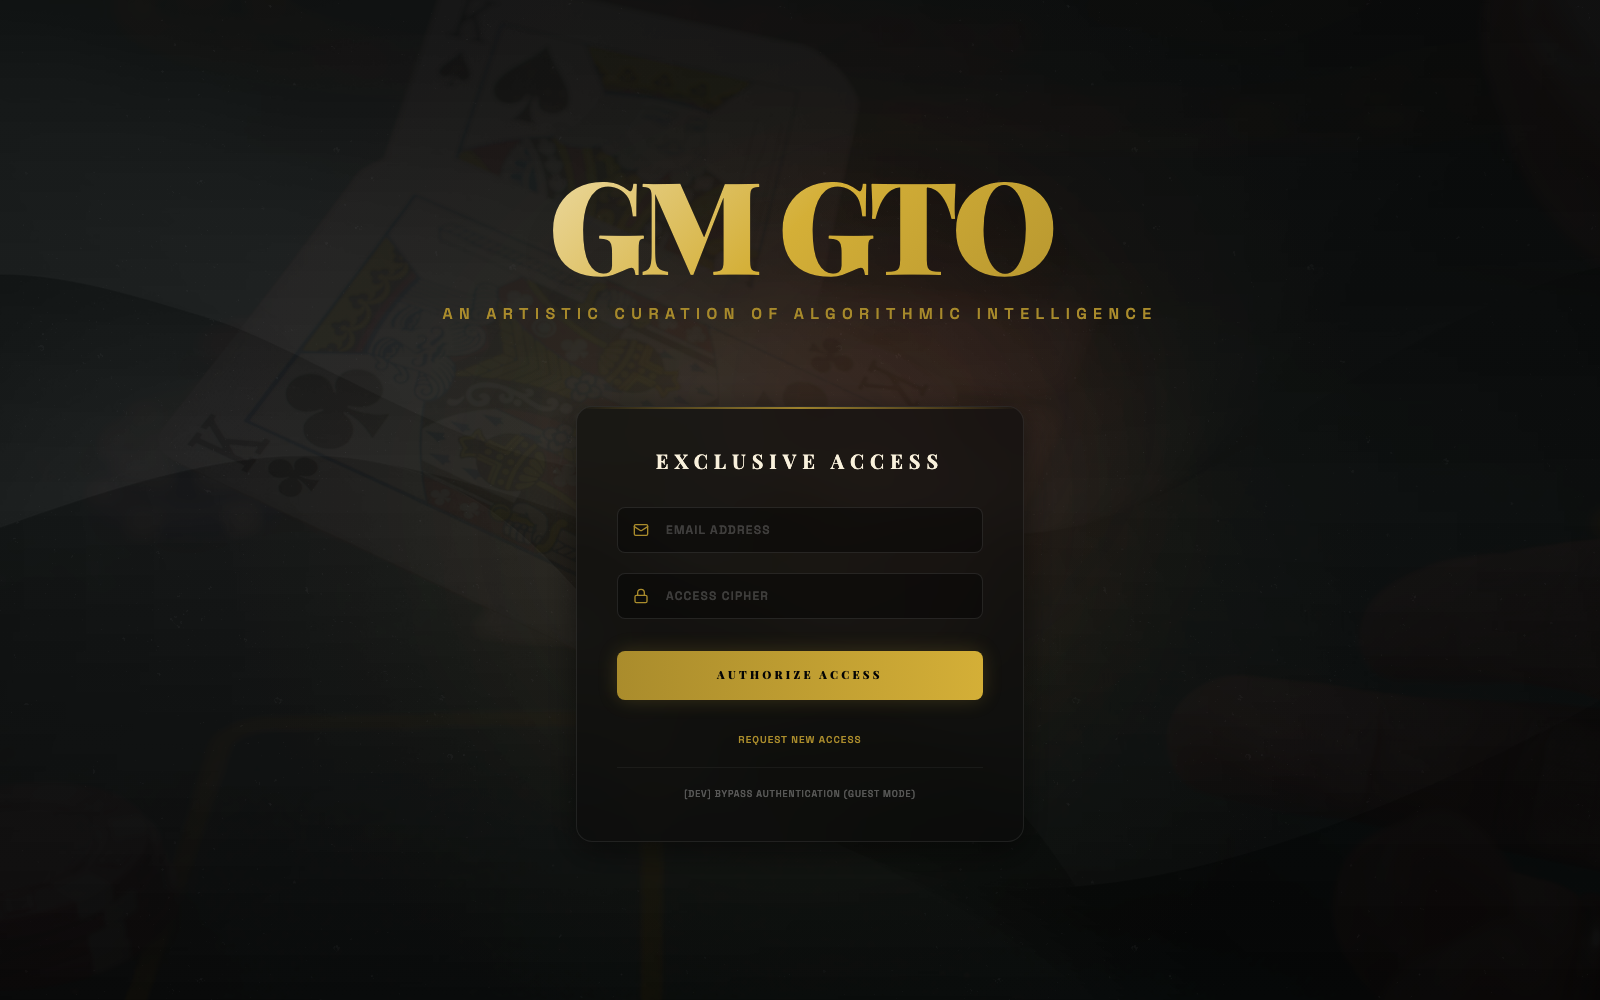 GM GTO
AN ARTISTIC CURATION OF ALGORITHMIC INTELLIGENCE
EXCLUSIVE ACCESS
EMAIL ADDRESS
ACCESS CIPHER
AUTHORIZE ACCESS
REQUEST NEW ACCESS
[DEV] BYPASS AUTHENTICATION (GUEST MODE)
K
K
K